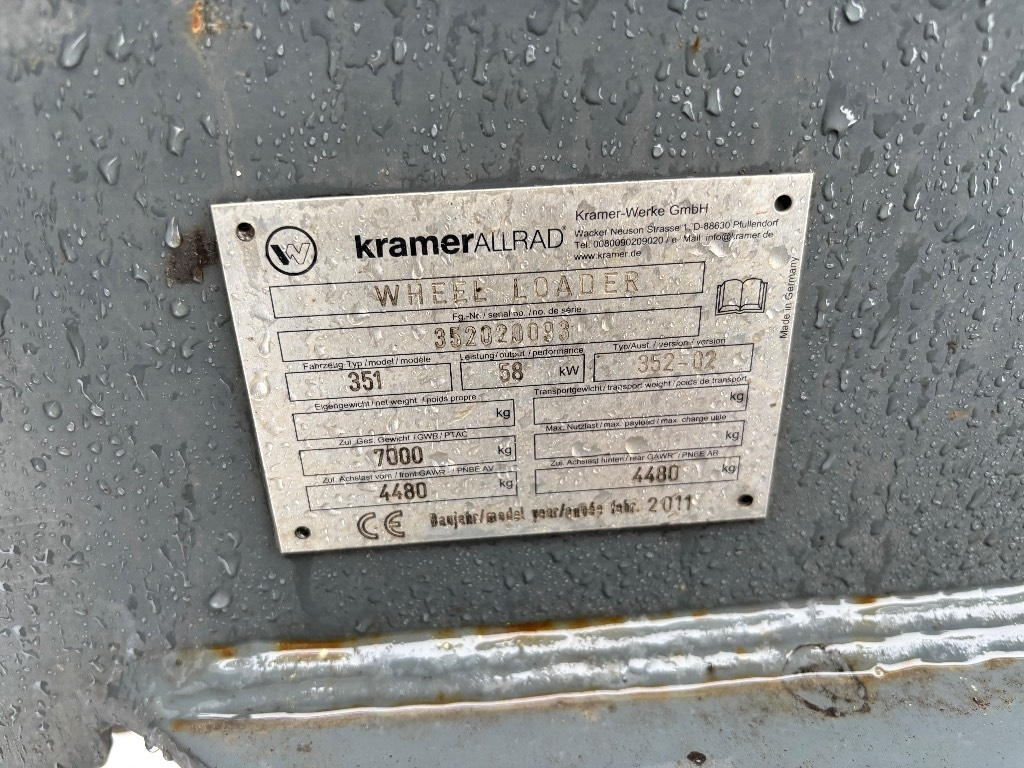 W
kramerALLRAD
Kramer-Werke GmbH
Wacker Neuson Strasse 1, D-88630 Pfullendorf
Tel. 0080090209020 / e Mail info@kramer.de
www.kramer.de
WHEEL LOADER
Fg.-Nr./ serial no. / no. de série
352020093
Fahrzeug-Typ / model / modèle
351
Leistung / output / performance
58 kW
Typ/Ausf. / version / version
352-02
Eigengewicht / net weight / poids propre
kg
Transportgewicht / transport weight / poids de transport
kg
Zul. Ges. Gewicht / GWR / PTAC
7000 kg
Max. Nutzlast / max. payload / max. charge utile
kg
Zul. Achslast vorn / front GAWR / PNBE AV
4480 kg
Zul. Achslast hinten / rear GAWR / PNBE AR
4480 kg
CE Baujahr/model year/ 2011
Made in Germany